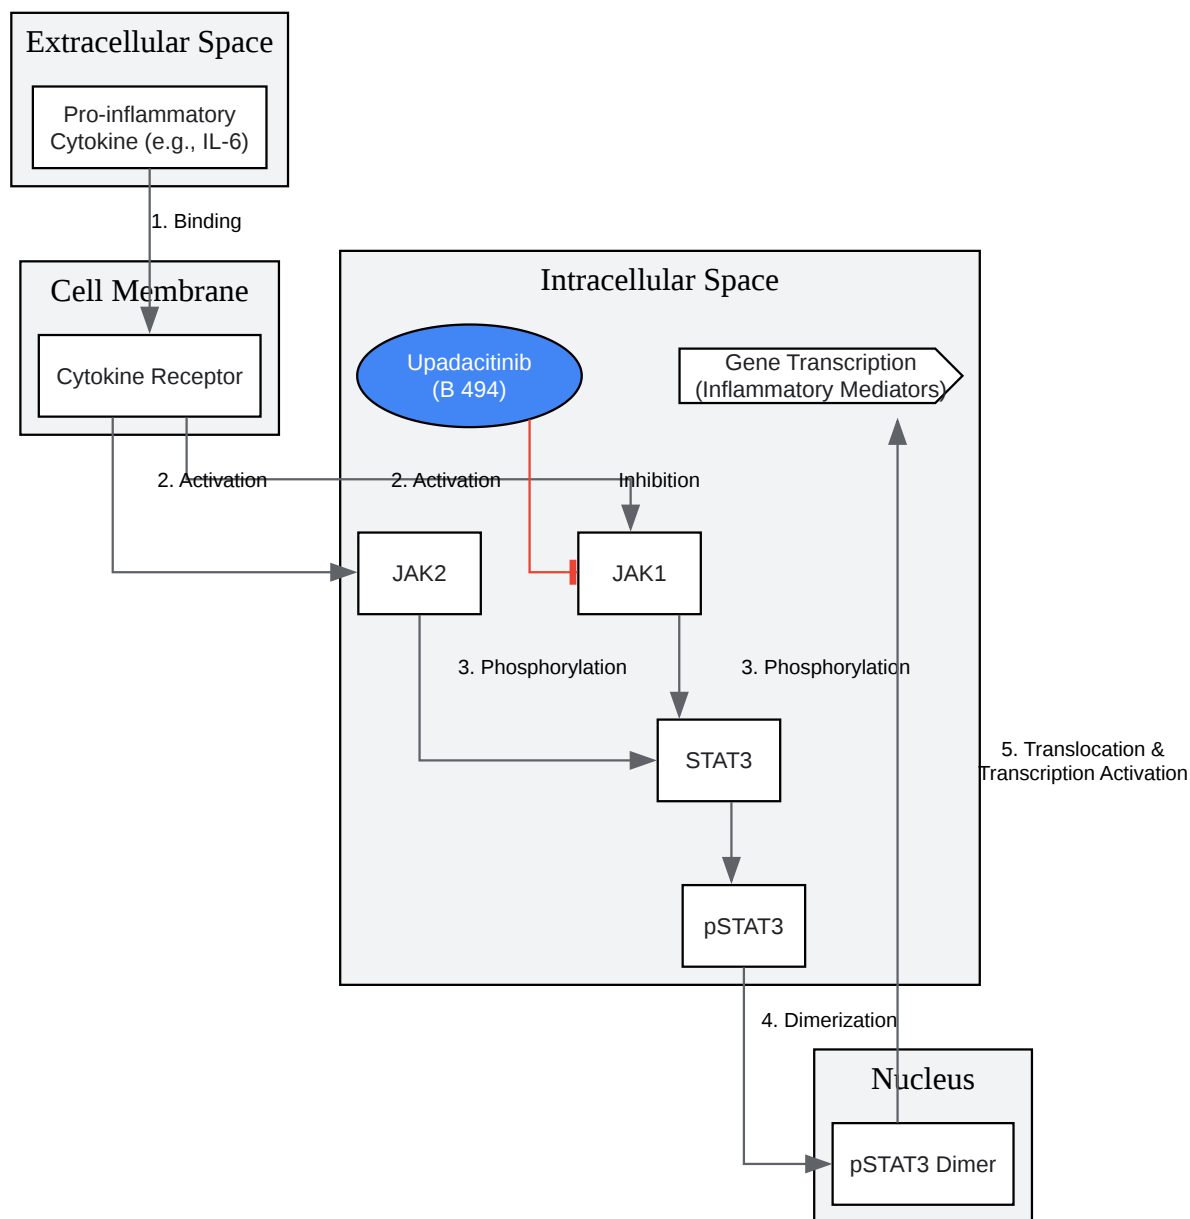 Extracellular Space
Pro-inflammatory
Cytokine (e.g., IL-6)
1. Binding
Cell Membrane
Cytokine Receptor
Intracellular Space
Upadacitinib
(B 494)
Gene Transcription
(Inflammatory Mediators)
2. Activation
2. Activation
Inhibition
JAK2
JAK1
3. Phosphorylation
3. Phosphorylation
STAT3
5. Translocation &
Transcription Activation
pSTAT3
4. Dimerization
Nucleus
pSTAT3 Dimer